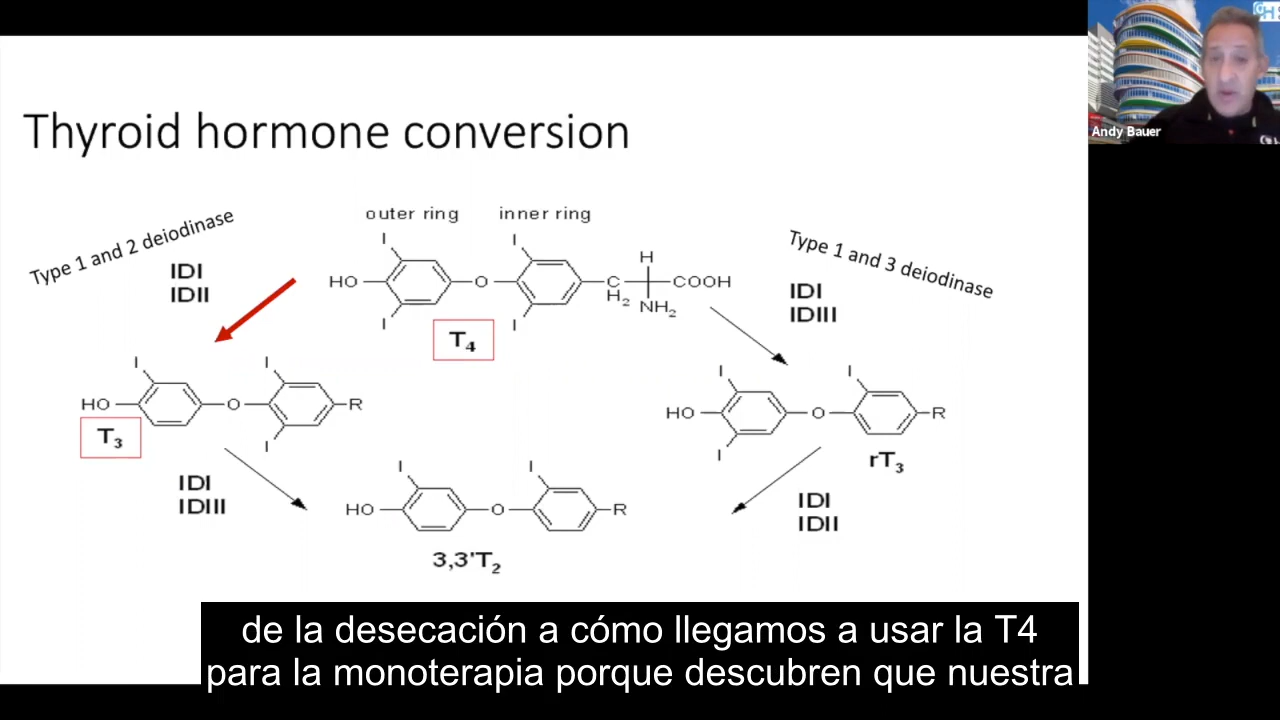 Andy Bauer
Thyroid hormone conversion
Type 1 and 2 deiodinase
IDI
IDII
outer ring
inner ring
I
I
HO
O
C
H2
H
NH2
COOH
I
I
T4
Type 1 and 3 deiodinase
IDI
IDIII
I
I
HO
O
R
I
T3
I
I
HO
O
R
I
rT3
IDI
IDIII
I
I
HO
O
R
3,3'T2
IDI
IDII
de la desecación a cómo llegamos a usar la T4
para la monoterapia porque descubren que nuestra